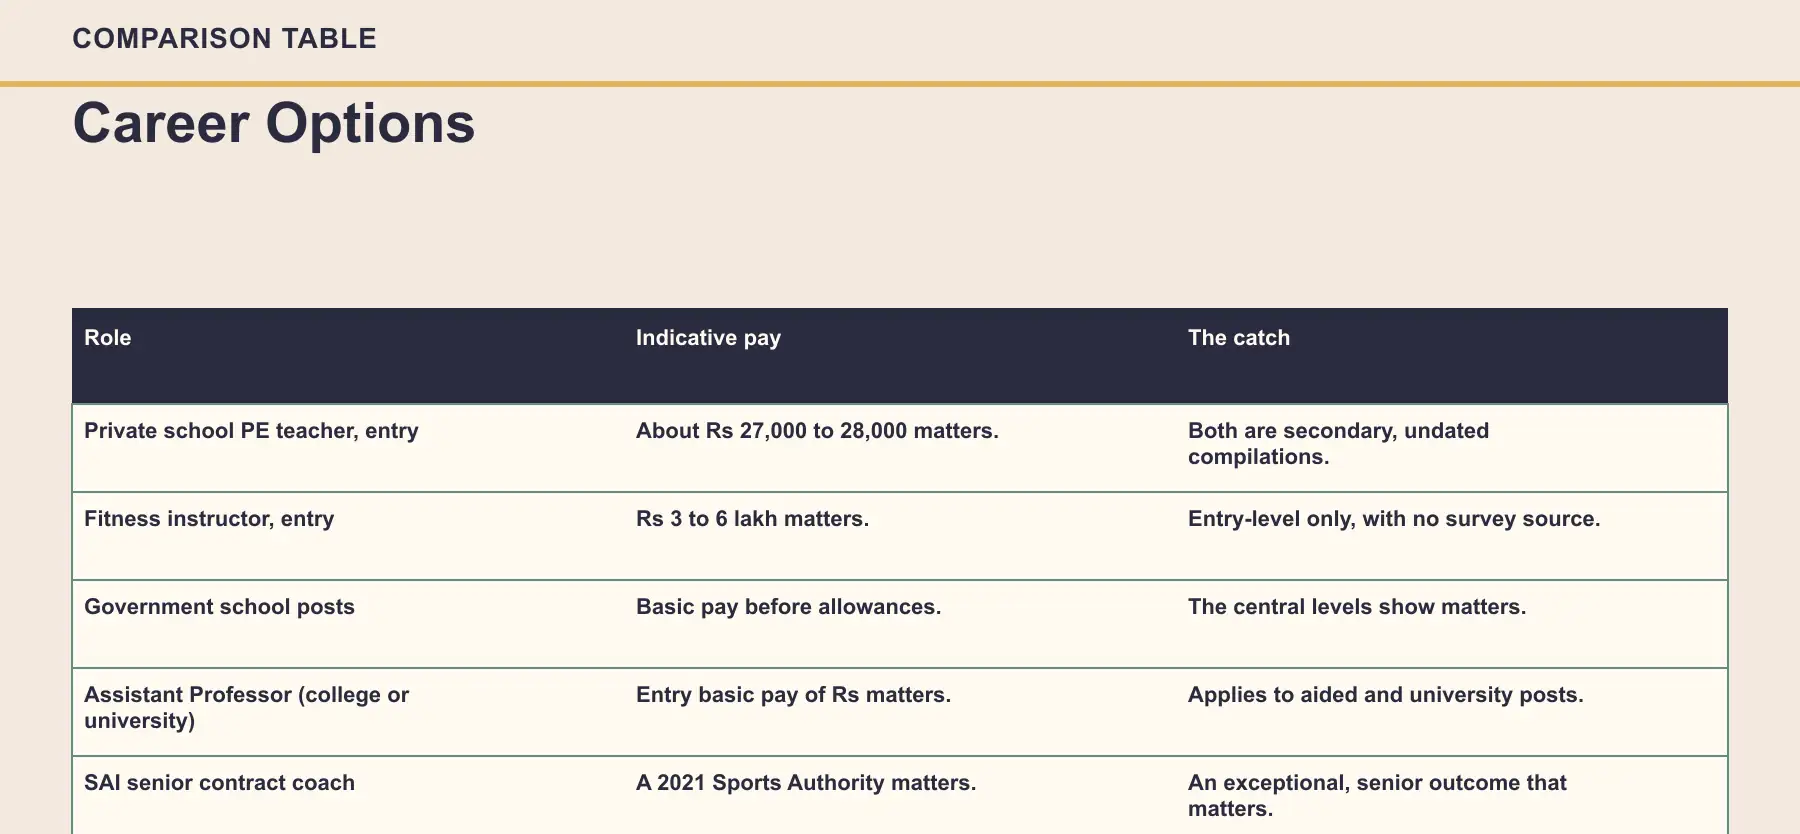 COMPARISON TABLE
Career Options
Role
Indicative pay
The catch
Private school PE teacher, entry
About Rs 27,000 to 28,000 matters.
Both are secondary, undated
compilations.
Fitness instructor, entry
Rs 3 to 6 lakh matters.
Entry-level only, with no survey source.
Government school posts
Basic pay before allowances.
The central levels show matters.
Assistant Professor (college or
university)
Entry basic pay of Rs matters.
Applies to aided and university posts.
SAI senior contract coach
A 2021 Sports Authority matters.
An exceptional, senior outcome that
matters.